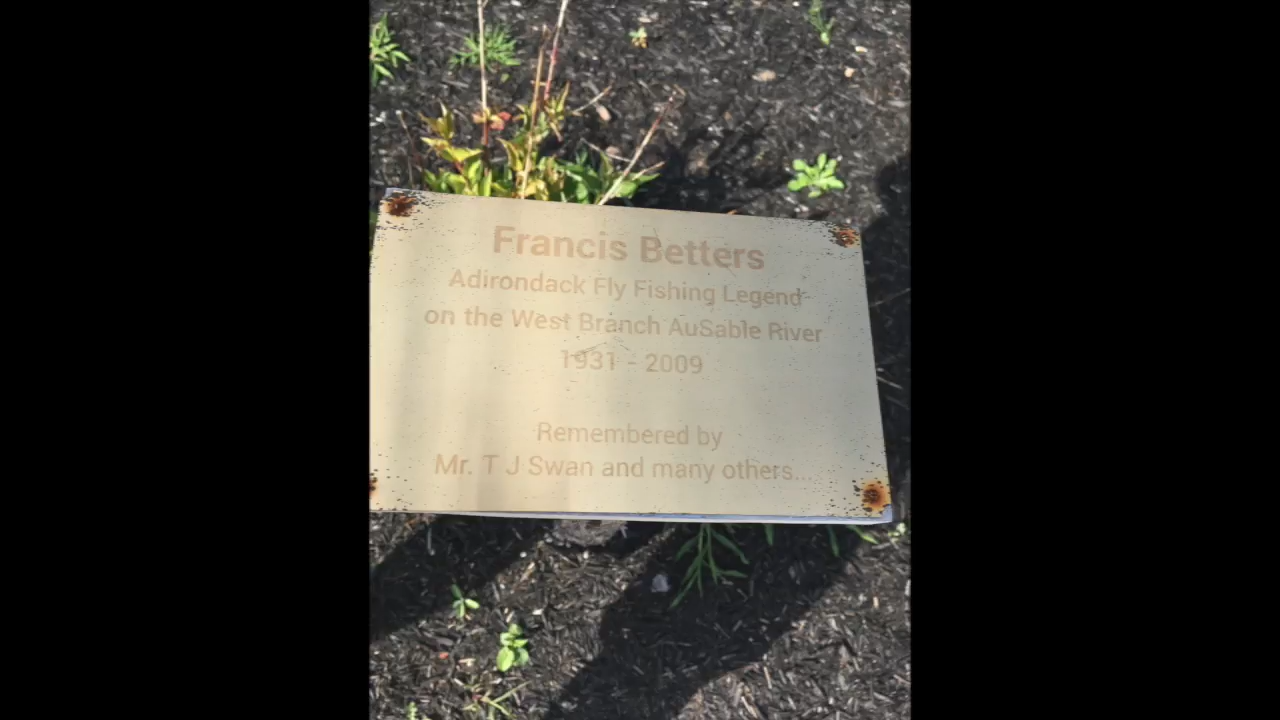 Francis Betters
Adirondack Fly Fishing Legend
on the West Branch AuSable River
1931 - 2009
Remembered by
Mr. T J Swan and many others...